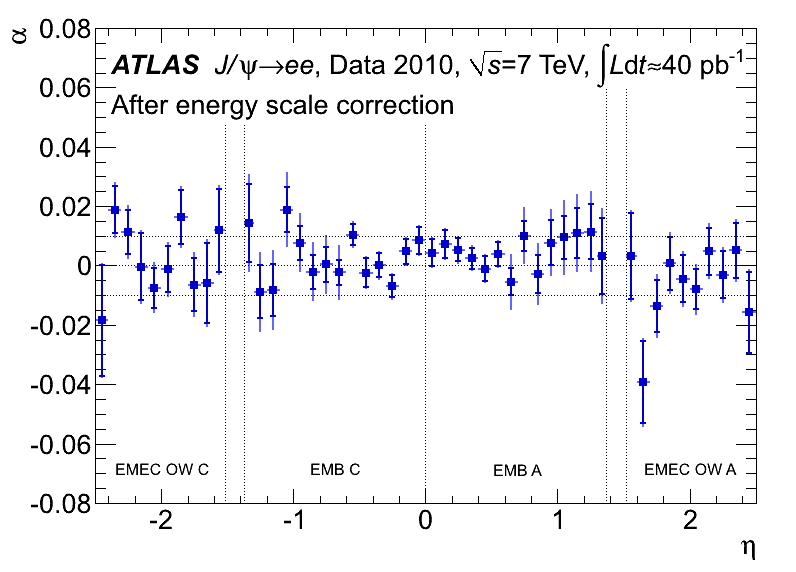 α
0.08
ATLAS J/ψ→ee, Data 2010, √s=7 TeV, ∫Ldt≈40 pb-1
0.06
After energy scale correction
0.04
0.02
0
-0.02
-0.04
-0.06
EMEC OW C EMB C EMB A EMEC OW A
-0.08
-2 -1 0 1 2
η